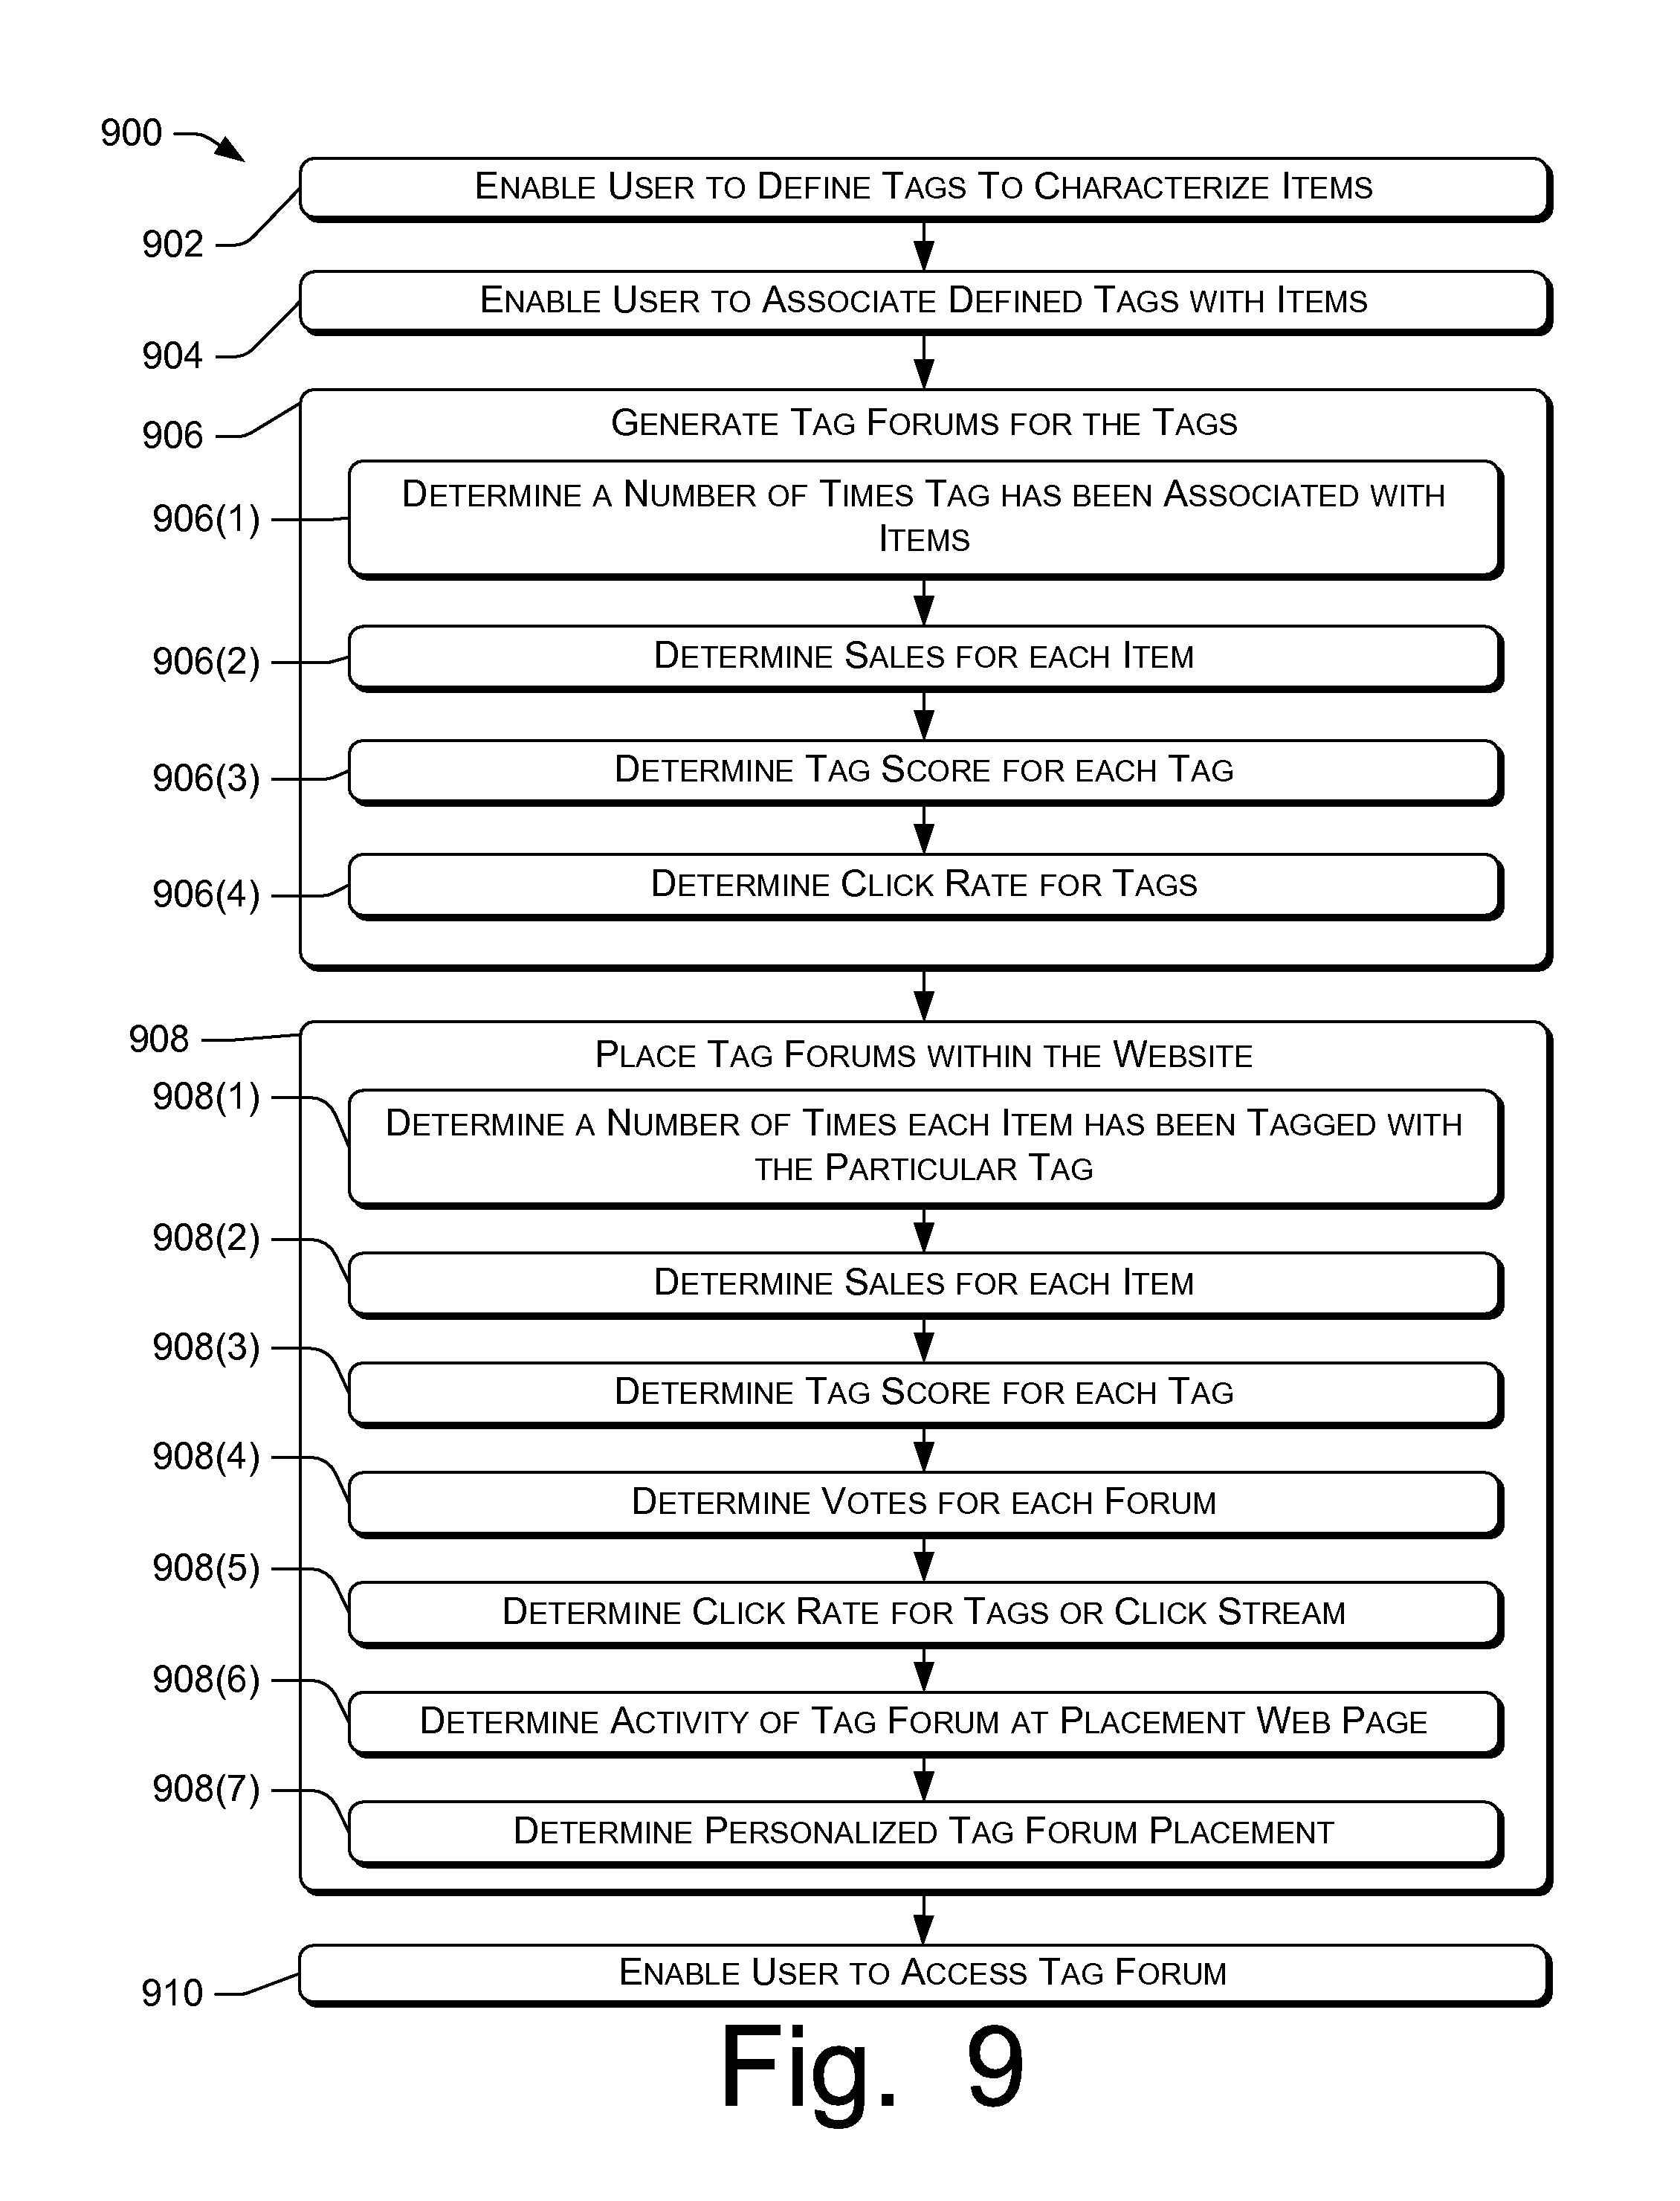 900
ENABLE USER TO DEFINE TAGS TO CHARACTERIZE ITEMS
902
ENABLE USER TO ASSOCIATE DEFINED TAGS WITH ITEMS
904
906
GENERATE TAG FORUMS FOR THE TAGS
906(1)
DETERMINE A NUMBER OF TIMES TAG HAS BEEN ASSOCIATED WITH
ITEMS
906(2)
DETERMINE SALES FOR EACH ITEM
906(3)
DETERMINE TAG SCORE FOR EACH TAG
906(4)
DETERMINE CLICK RATE FOR TAGS
908
PLACE TAG FORUMS WITHIN THE WEBSITE
908(1)
DETERMINE A NUMBER OF TIMES EACH ITEM HAS BEEN TAGGED WITH
THE PARTICULAR TAG
908(2)
DETERMINE SALES FOR EACH ITEM
908(3)
DETERMINE TAG SCORE FOR EACH TAG
908(4)
DETERMINE VOTES FOR EACH FORUM
908(5)
DETERMINE CLICK RATE FOR TAGS OR CLICK STREAM
908(6)
DETERMINE ACTIVITY OF TAG FORUM AT PLACEMENT WEB PAGE
908(7)
DETERMINE PERSONALIZED TAG FORUM PLACEMENT
ENABLE USER TO ACCESS TAG FORUM
910
Fig. 9